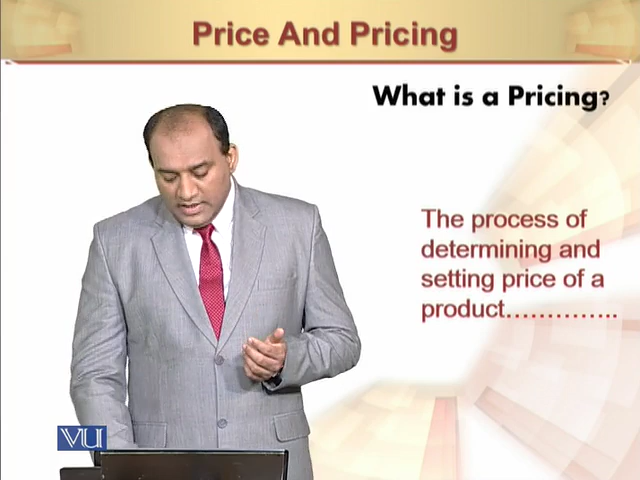 Price And Pricing
What is a Pricing?
The process of
determining and
setting price of a
product…………..
VU